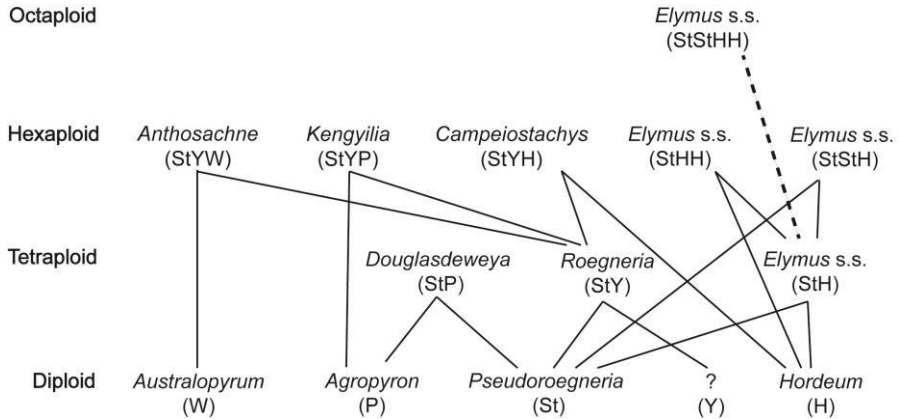 Octaploid Elymus s.s.
(StStHH)
Hexaploid Anthosachne Kengyilia Campeiostachys Elymus s.s. Elymus s.s.
(StYW) (StYP) (StYH) (StHH) (StStH)
Tetraploid Douglasdeweya Roegneria Elymus s.s.
(StP) (StY) (StH)
Diploid Australopyrum Agropyron Pseudoroegneria ? Hordeum
(W) (P) (St) (Y) (H)